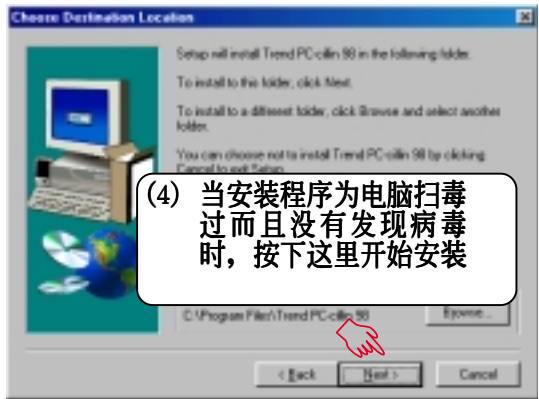 Choose Destination Location
Setup will install Trend PC-cillin 98 in the following folder.
To install to this folder, click Next.
To install to a different folder, click Browse and select another
folder.
You can choose not to install Trend PC-cillin 98 by clicking
Cancel to exit Setup.
(4) 当安装程序为电脑扫毒
过而且没有发现病毒
时，按下这里开始安装
C:\Program Files\Trend PC-cillin 98
Browse...
< Back
Next >
Cancel